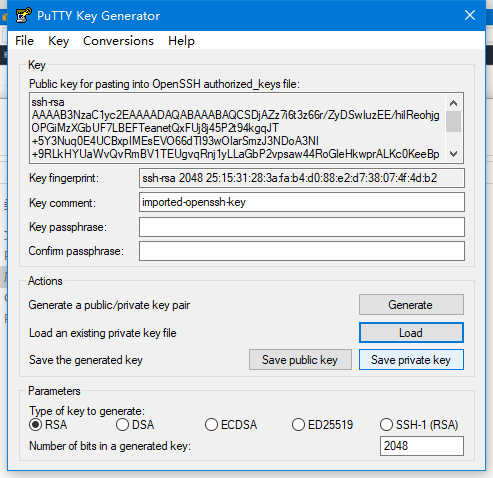 PuTTY Key Generator
File Key Conversions Help
Key
Public key for pasting into OpenSSH authorized_keys file:
ssh-rsa
AAAAB3NzaC1yc2EAAAADAQABAAABAQCSDjAZz7i6t3z66r/ZyDSwIuzEE/hilReohjg
OPGiMzXGbUF7LBEFTeanetQxFUj8j45P2t94kgqJT
+5Y3Nuq0E4UCBxpIMEsEVO66dTl93wOlarSmzJ3NDoA3NI
+9RLkHYUaWvQvRmBV1TEUgvqRnj1yLLaGbP2vpsaw44RoGleHkwprALKc0KeeBp
Key fingerprint: ssh-rsa 2048 25:15:31:28:3a:fa:b4:d0:88:e2:d7:38:07:4f:4d:b2
Key comment: imported-openssh-key
Key passphrase:
Confirm passphrase:
Actions
Generate a public/private key pair Generate
Load an existing private key file Load
Save the generated key Save public key Save private key
Parameters
Type of key to generate:
RSA DSA ECDSA ED25519 SSH-1 (RSA)
Number of bits in a generated key: 2048